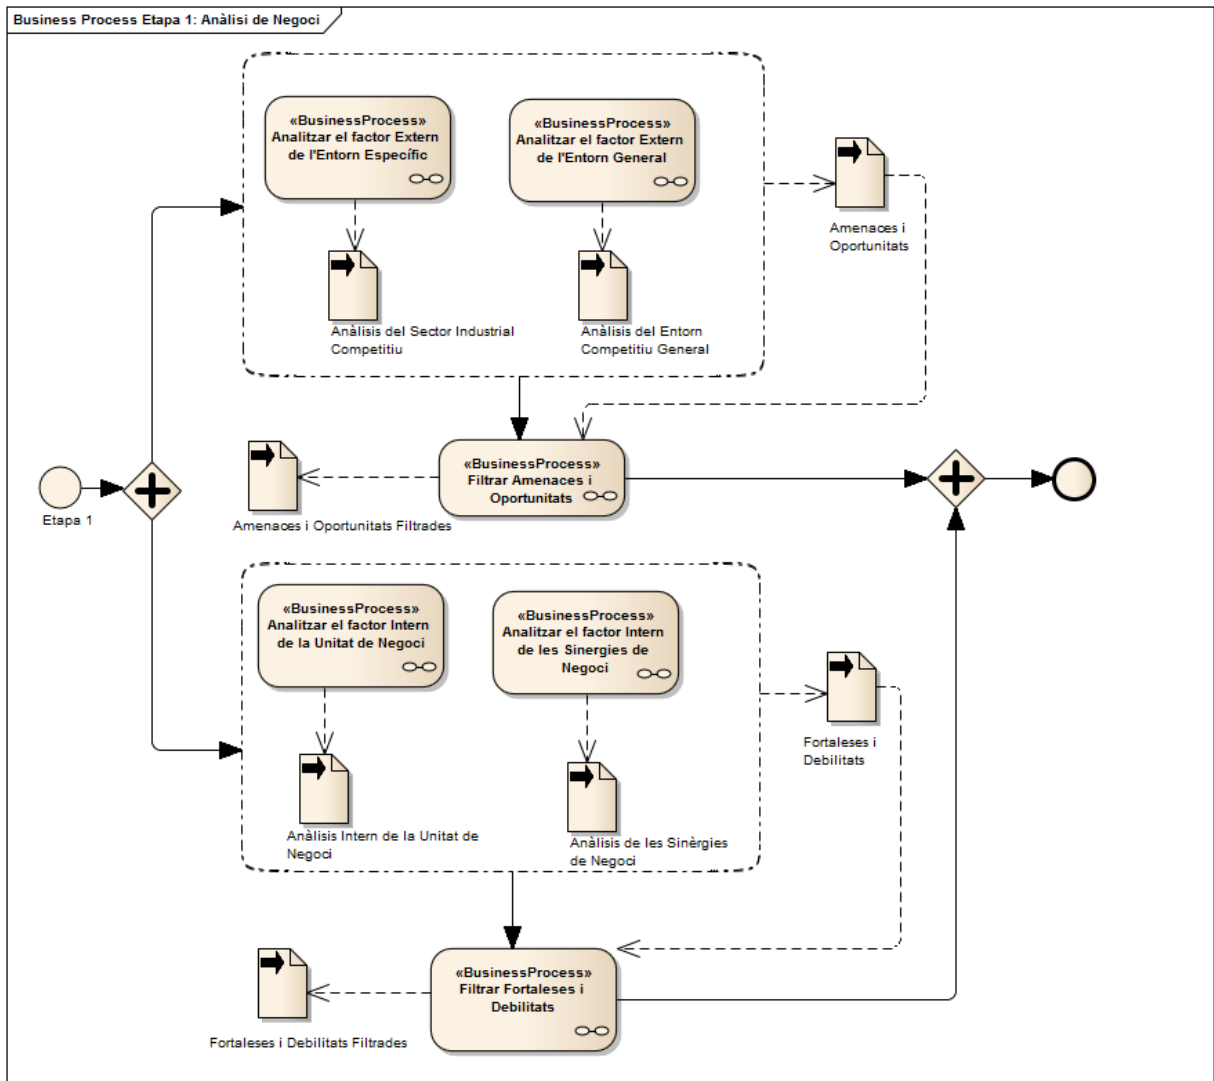 Business Process Etapa 1: Anàlisi de Negoci
«BusinessProcess»
Analitzar el factor Extern
de l'Entorn Específic
«BusinessProcess»
Analitzar el factor Extern
de l'Entorn General
Amenaces i
Oportunitats
Anàlisis del Sector Industrial
Competitiu
Anàlisis del Entorn
Competitiu General
«BusinessProcess»
Filtrar Amenaces i
Oportunitats
Etapa 1
Amenaces i Oportunitats Filtrades
«BusinessProcess»
Analitzar el factor Intern
de la Unitat de Negoci
«BusinessProcess»
Analitzar el factor Intern
de les Sinergies de
Negoci
Fortaleses i
Debilitats
Anàlisis Intern de la Unitat de
Negoci
Anàlisis de les Sinèrgies
de Negoci
«BusinessProcess»
Filtrar Fortaleses i
Debilitats
Fortaleses i Debilitats Filtrades